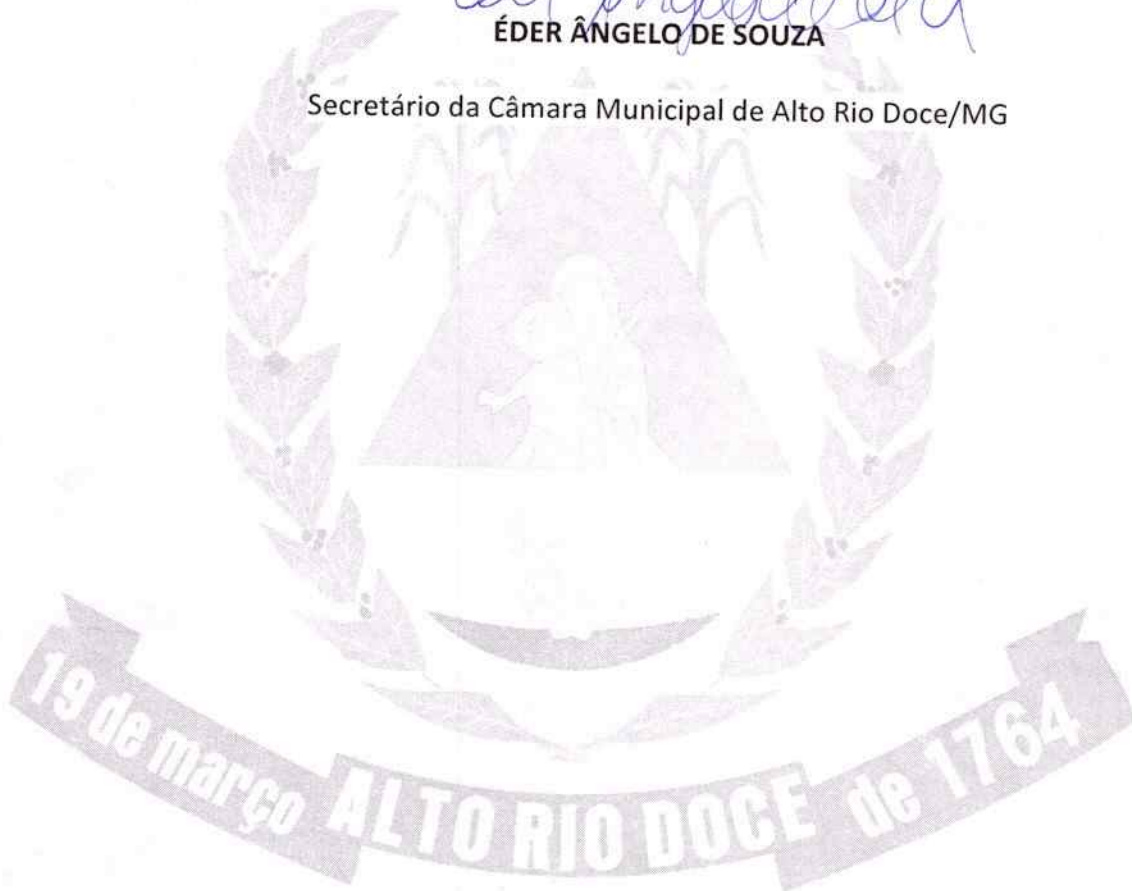 ÉDER ÂNGELO DE SOUZA
Secretário da Câmara Municipal de Alto Rio Doce/MG
19 de março ALTO RIO DOCE de 1764